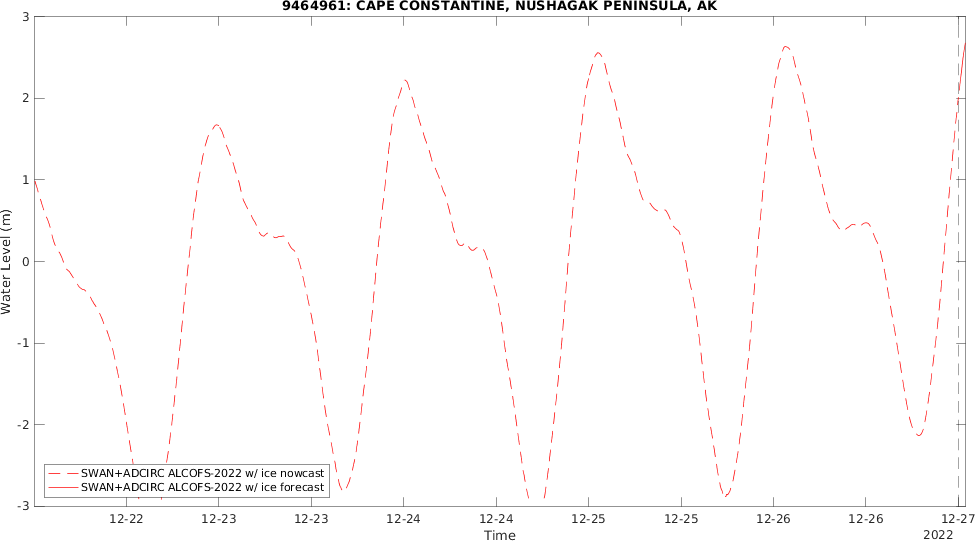 9464961: CAPE CONSTANTINE, NUSHAGAK PENINSULA, AK
3
2
1
0
-1
-2
-3
Water Level (m)
SWAN+ADCIRC ALCOFS-2022 w/ ice nowcast
SWAN+ADCIRC ALCOFS-2022 w/ ice forecast
12-22 12-23 12-23 12-24 12-24 12-25 12-25 12-26 12-26 12-27
Time
2022